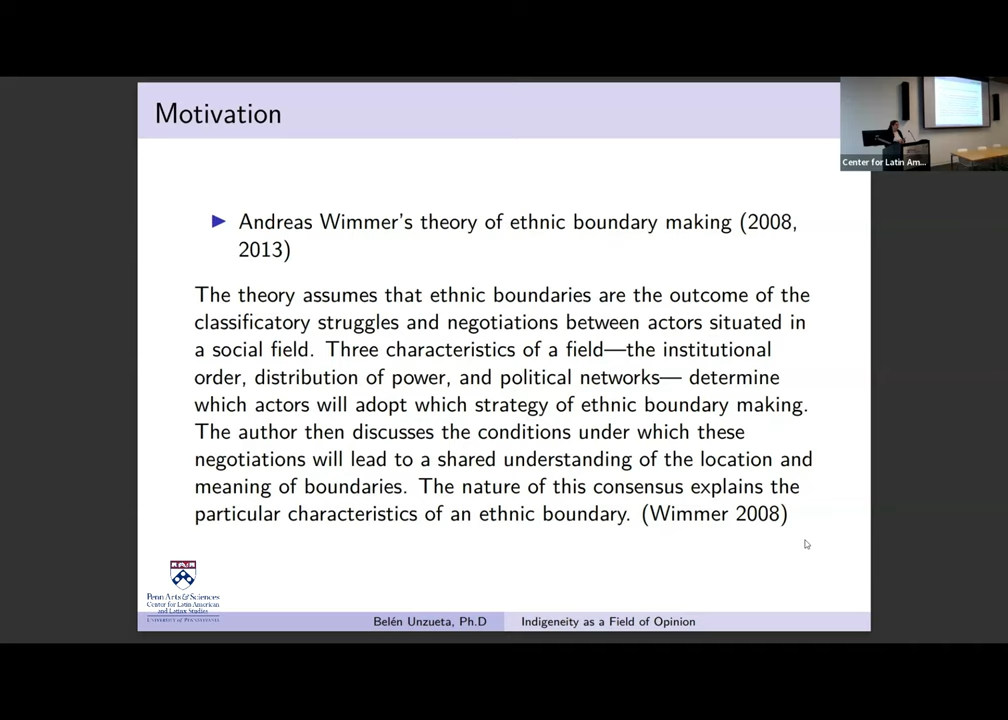 Motivation
Center for Latin Am...
▶ Andreas Wimmer's theory of ethnic boundary making (2008,
2013)
The theory assumes that ethnic boundaries are the outcome of the
classificatory struggles and negotiations between actors situated in
a social field. Three characteristics of a field—the institutional
order, distribution of power, and political networks— determine
which actors will adopt which strategy of ethnic boundary making.
The author then discusses the conditions under which these
negotiations will lead to a shared understanding of the location and
meaning of boundaries. The nature of this consensus explains the
particular characteristics of an ethnic boundary. (Wimmer 2008)
Penn Arts & Sciences
Center for Latin American
and Latinx Studies
UNIVERSITY of PENNSYLVANIA
Belén Unzueta, Ph.D
Indigeneity as a Field of Opinion